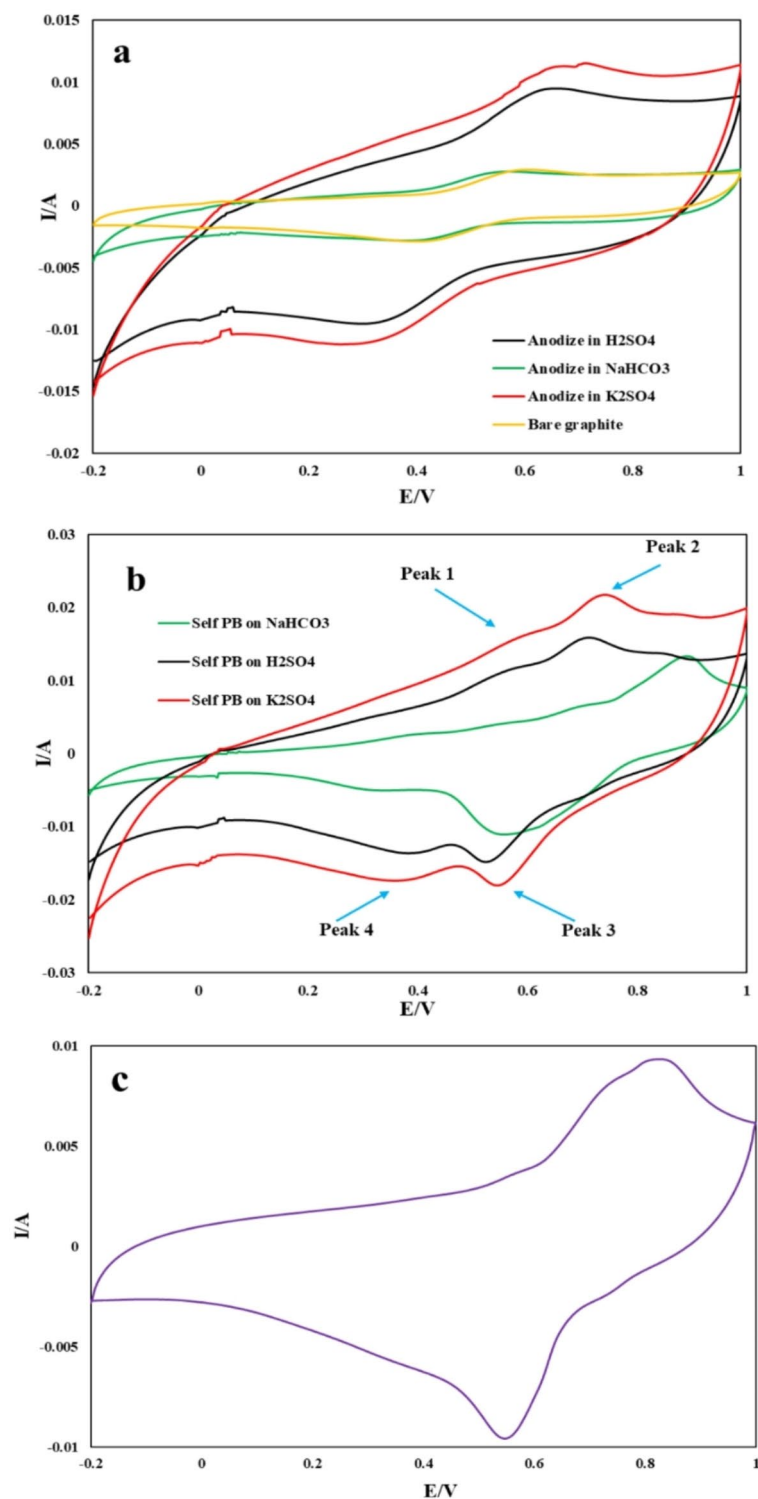 a
0.015
0.01
0.005
0
-0.005
-0.01
-0.015
-0.02
I/A
Anodize in H2SO4
Anodize in NaHCO3
Anodize in K2SO4
Bare graphite
-0.2 0 0.2 0.4 0.6 0.8 1
E/V
b
0.03
0.02
0.01
0
-0.01
-0.02
-0.03
I/A
Peak 1
Peak 2
Self PB on NaHCO3
Self PB on H2SO4
Self PB on K2SO4
Peak 4
Peak 3
-0.2 0 0.2 0.4 0.6 0.8 1
E/V
c
0.01
0.005
0
-0.005
-0.01
I/A
-0.2 0 0.2 0.4 0.6 0.8 1
E/V